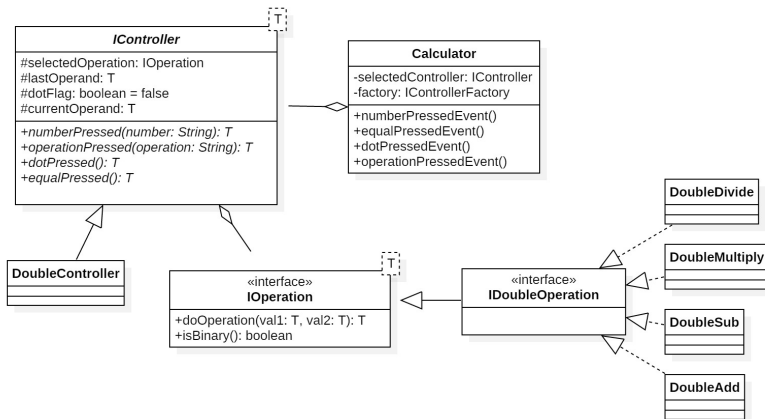 T
IController
#selectedOperation: IOperation
#lastOperand: T
#dotFlag: boolean = false
#currentOperand: T
+numberPressed(number: String): T
+operationPressed(operation: String): T
+dotPressed(): T
+equalPressed(): T
Calculator
-selectedController: IController
-factory: IControllerFactory
+numberPressedEvent()
+equalPressedEvent()
+dotPressedEvent()
+operationPressedEvent()
DoubleController
T
«interface»
IOperation
+doOperation(val1: T, val2: T): T
+isBinary(): boolean
«interface»
IDoubleOperation
DoubleDivide
DoubleMultiply
DoubleSub
DoubleAdd